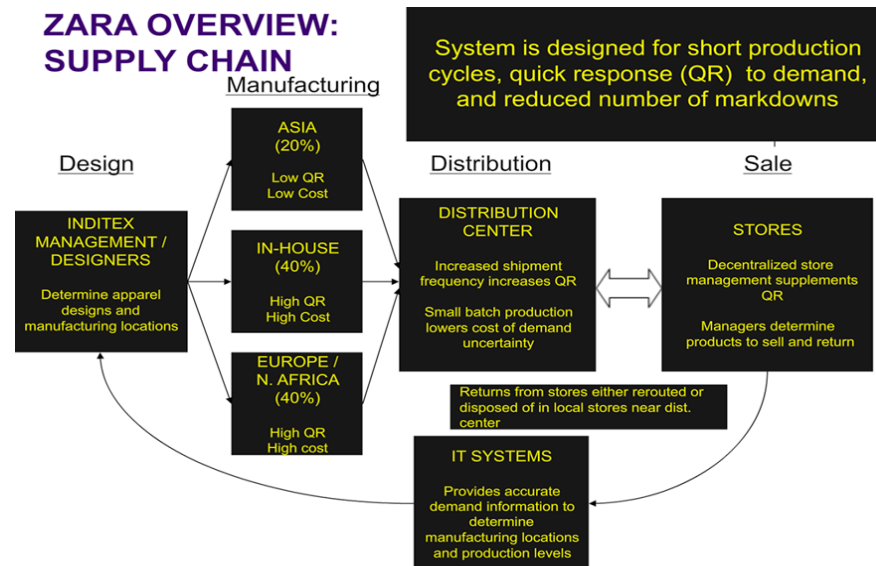 ZARA OVERVIEW:
SUPPLY CHAIN
System is designed for short production
cycles, quick response (QR) to demand,
and reduced number of markdowns
Design
Manufacturing
Distribution
Sale
INDITEX
MANAGEMENT /
DESIGNERS
Determine apparel
designs and
manufacturing locations
ASIA
(20%)
Low QR
Low Cost
IN-HOUSE
(40%)
High QR
High Cost
EUROPE /
N. AFRICA
(40%)
High QR
High cost
DISTRIBUTION
CENTER
Increased shipment
frequency increases QR
Small batch production
lowers cost of demand
uncertainty
STORES
Decentralized store
management supplements
QR
Managers determine
products to sell and return
Returns from stores either rerouted or
disposed of in local stores near dist.
center
IT SYSTEMS
Provides accurate
demand information to
determine
manufacturing locations
and production levels